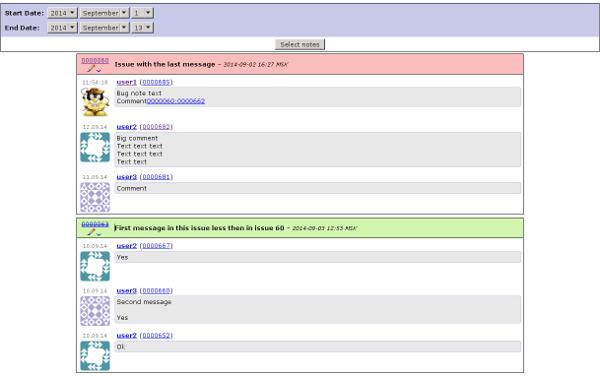 Start Date: 2014 September 1
End Date: 2014 September 13
Select notes
0000060 Issue with the last message - 2014-09-02 16:27 MSK
11:54:18 user1 (0000685)
Bug note text
Comment0000060:0000662
12.09.14 user2 (0000682)
Big comment
Text text text
Text text text
Text text
11.09.14 user3 (0000681)
Comment
0000063 First message in this issue less then in issue 60 - 2014-09-03 12:53 MSK
10.09.14 user2 (0000667)
Yes
10.09.14 user3 (0000660)
Second message
Yes
10.09.14 user2 (0000652)
Ok